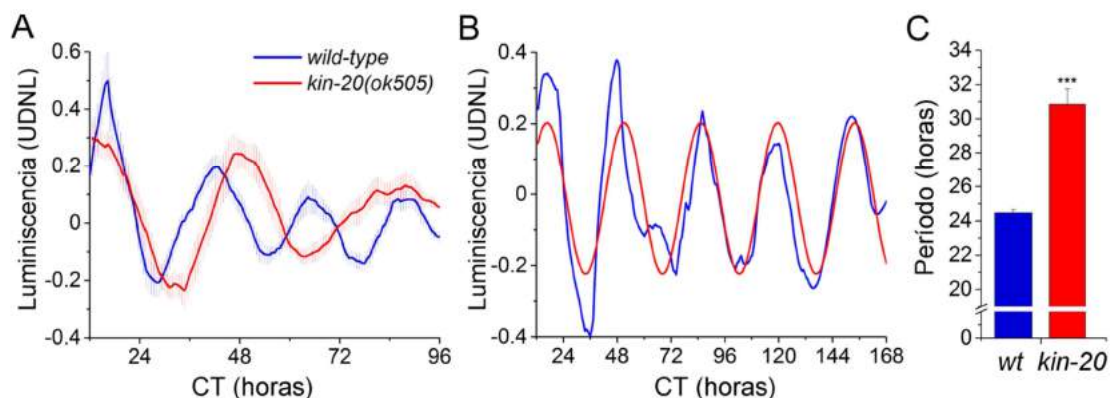 A
Luminiscencia (UDNL)
0.6
0.4
0.2
0
-0.2
-0.4
24
48
72
96
CT (horas)
wild-type
kin-20(ok505)
B
Luminiscencia (UDNL)
0.4
0.2
0
-0.2
-0.4
24
48
72
96
120
144
168
CT (horas)
C
Período (horas)
34
32
30
28
26
24
22
20
0
***
wt
kin-20